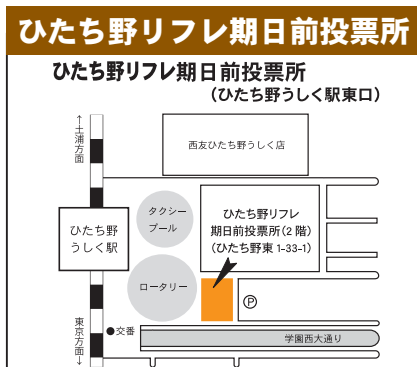 ひたち野リフレ期日前投票所
ひたち野リフレ期日前投票所
(ひたち野うしく駅東口)
↑土浦方面
西友ひたち野うしく店
タクシー
プール
ひたち野リフレ
期日前投票所(2階)
(ひたち野東1-33-1)
ひたち野
うしく駅
ロータリー
P
東京方面↓
●交番
学園西大通り